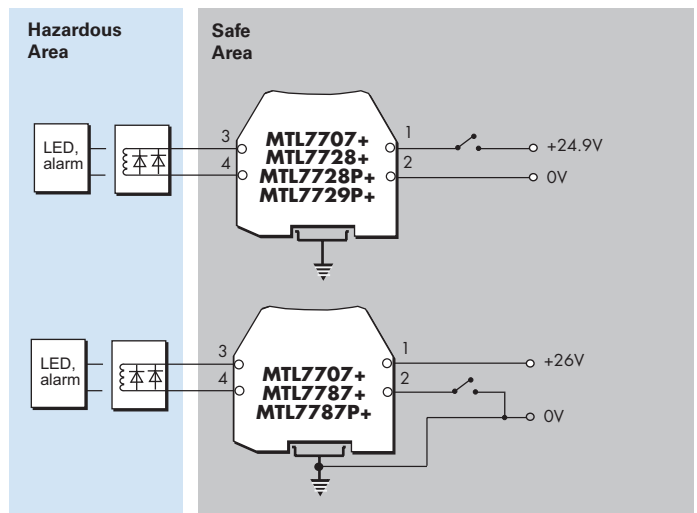 Hazardous
Area
Safe
Area
LED,
alarm
3
4
MTL7707+
MTL7728+
MTL7728P+
MTL7729P+
1
2
+24.9V
0V
LED,
alarm
3
4
MTL7707+
MTL7787+
MTL7787P+
1
2
+26V
0V